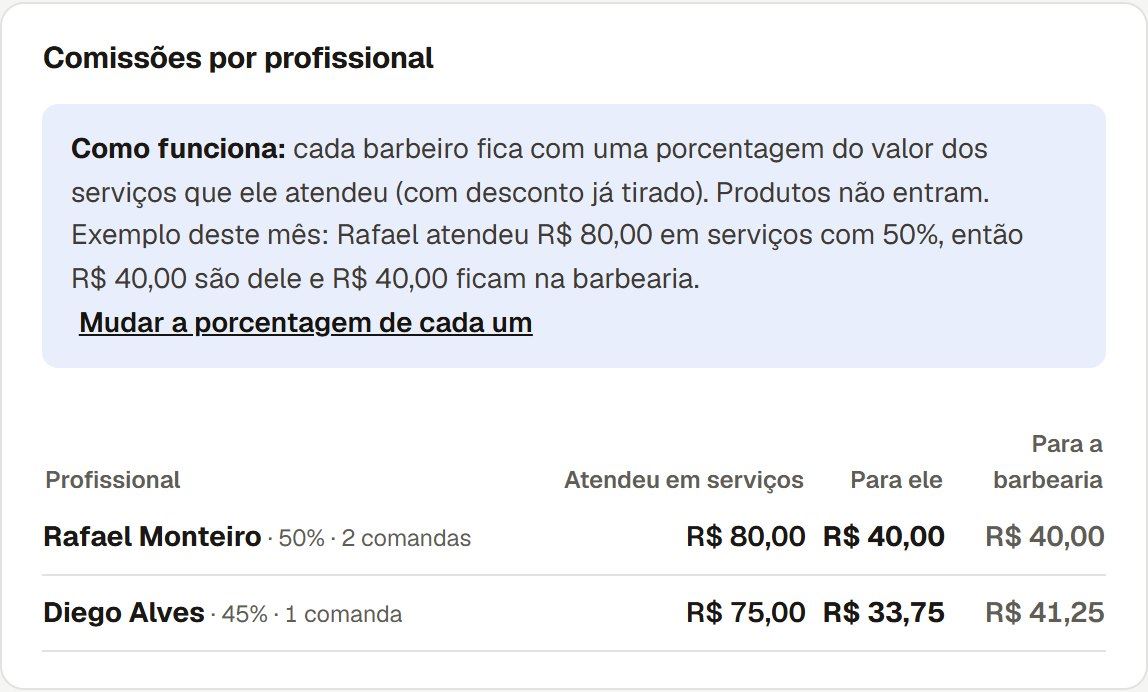 Comissões por profissional
Como funciona: cada barbeiro fica com uma porcentagem do valor dos
serviços que ele atendeu (com desconto já tirado). Produtos não entram.
Exemplo deste mês: Rafael atendeu R$ 80,00 em serviços com 50%, então
R$ 40,00 são dele e R$ 40,00 ficam na barbearia.
Mudar a porcentagem de cada um
Profissional Atendeu em serviços Para ele Para a barbearia
Rafael Monteiro · 50% · 2 comandas R$ 80,00 R$ 40,00 R$ 40,00
Diego Alves · 45% · 1 comanda R$ 75,00 R$ 33,75 R$ 41,25